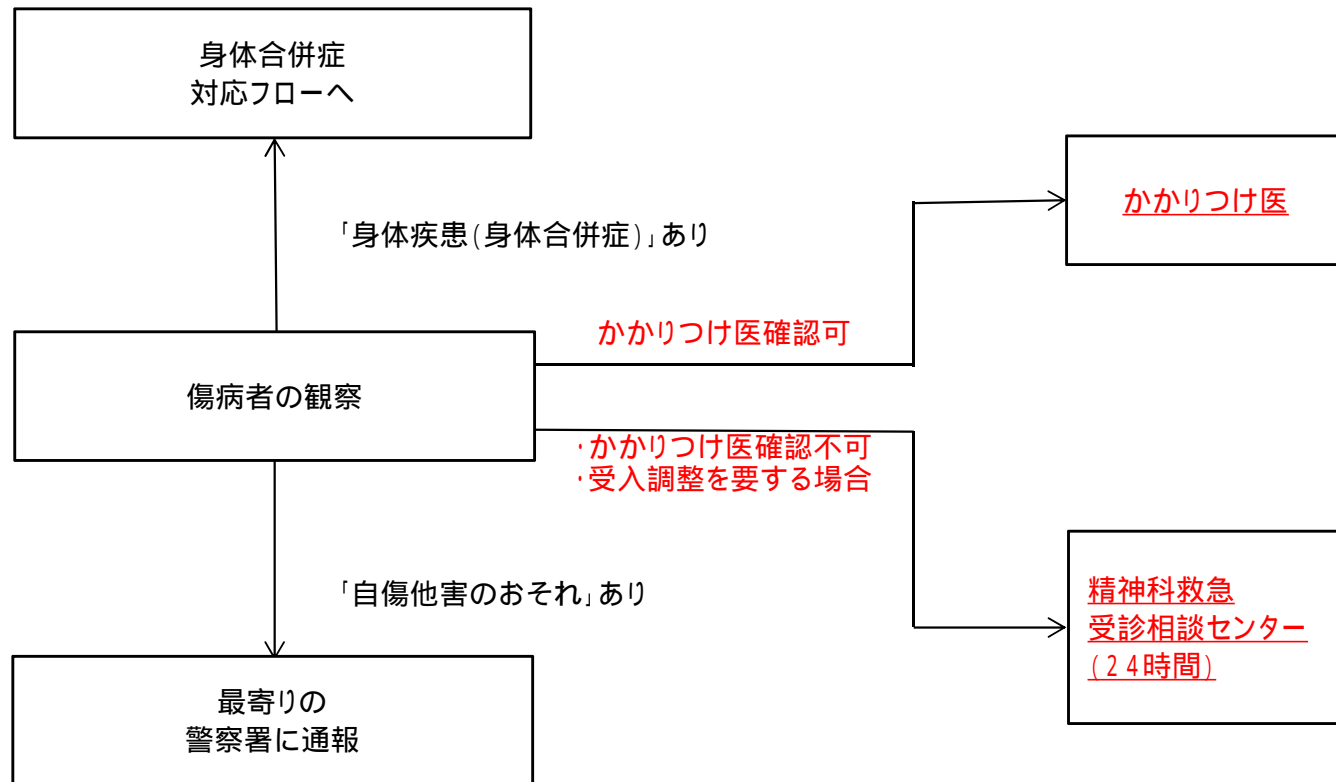 身体合併症
対応フローへ
「身体疾患(身体合併症)」あり
かかりつけ医
かかりつけ医確認可
傷病者の観察
・かかりつけ医確認不可
・受入調整を要する場合
「自傷他害のおそれ」あり
精神科救急
受診相談センター
(24時間)
最寄りの
警察署に通報